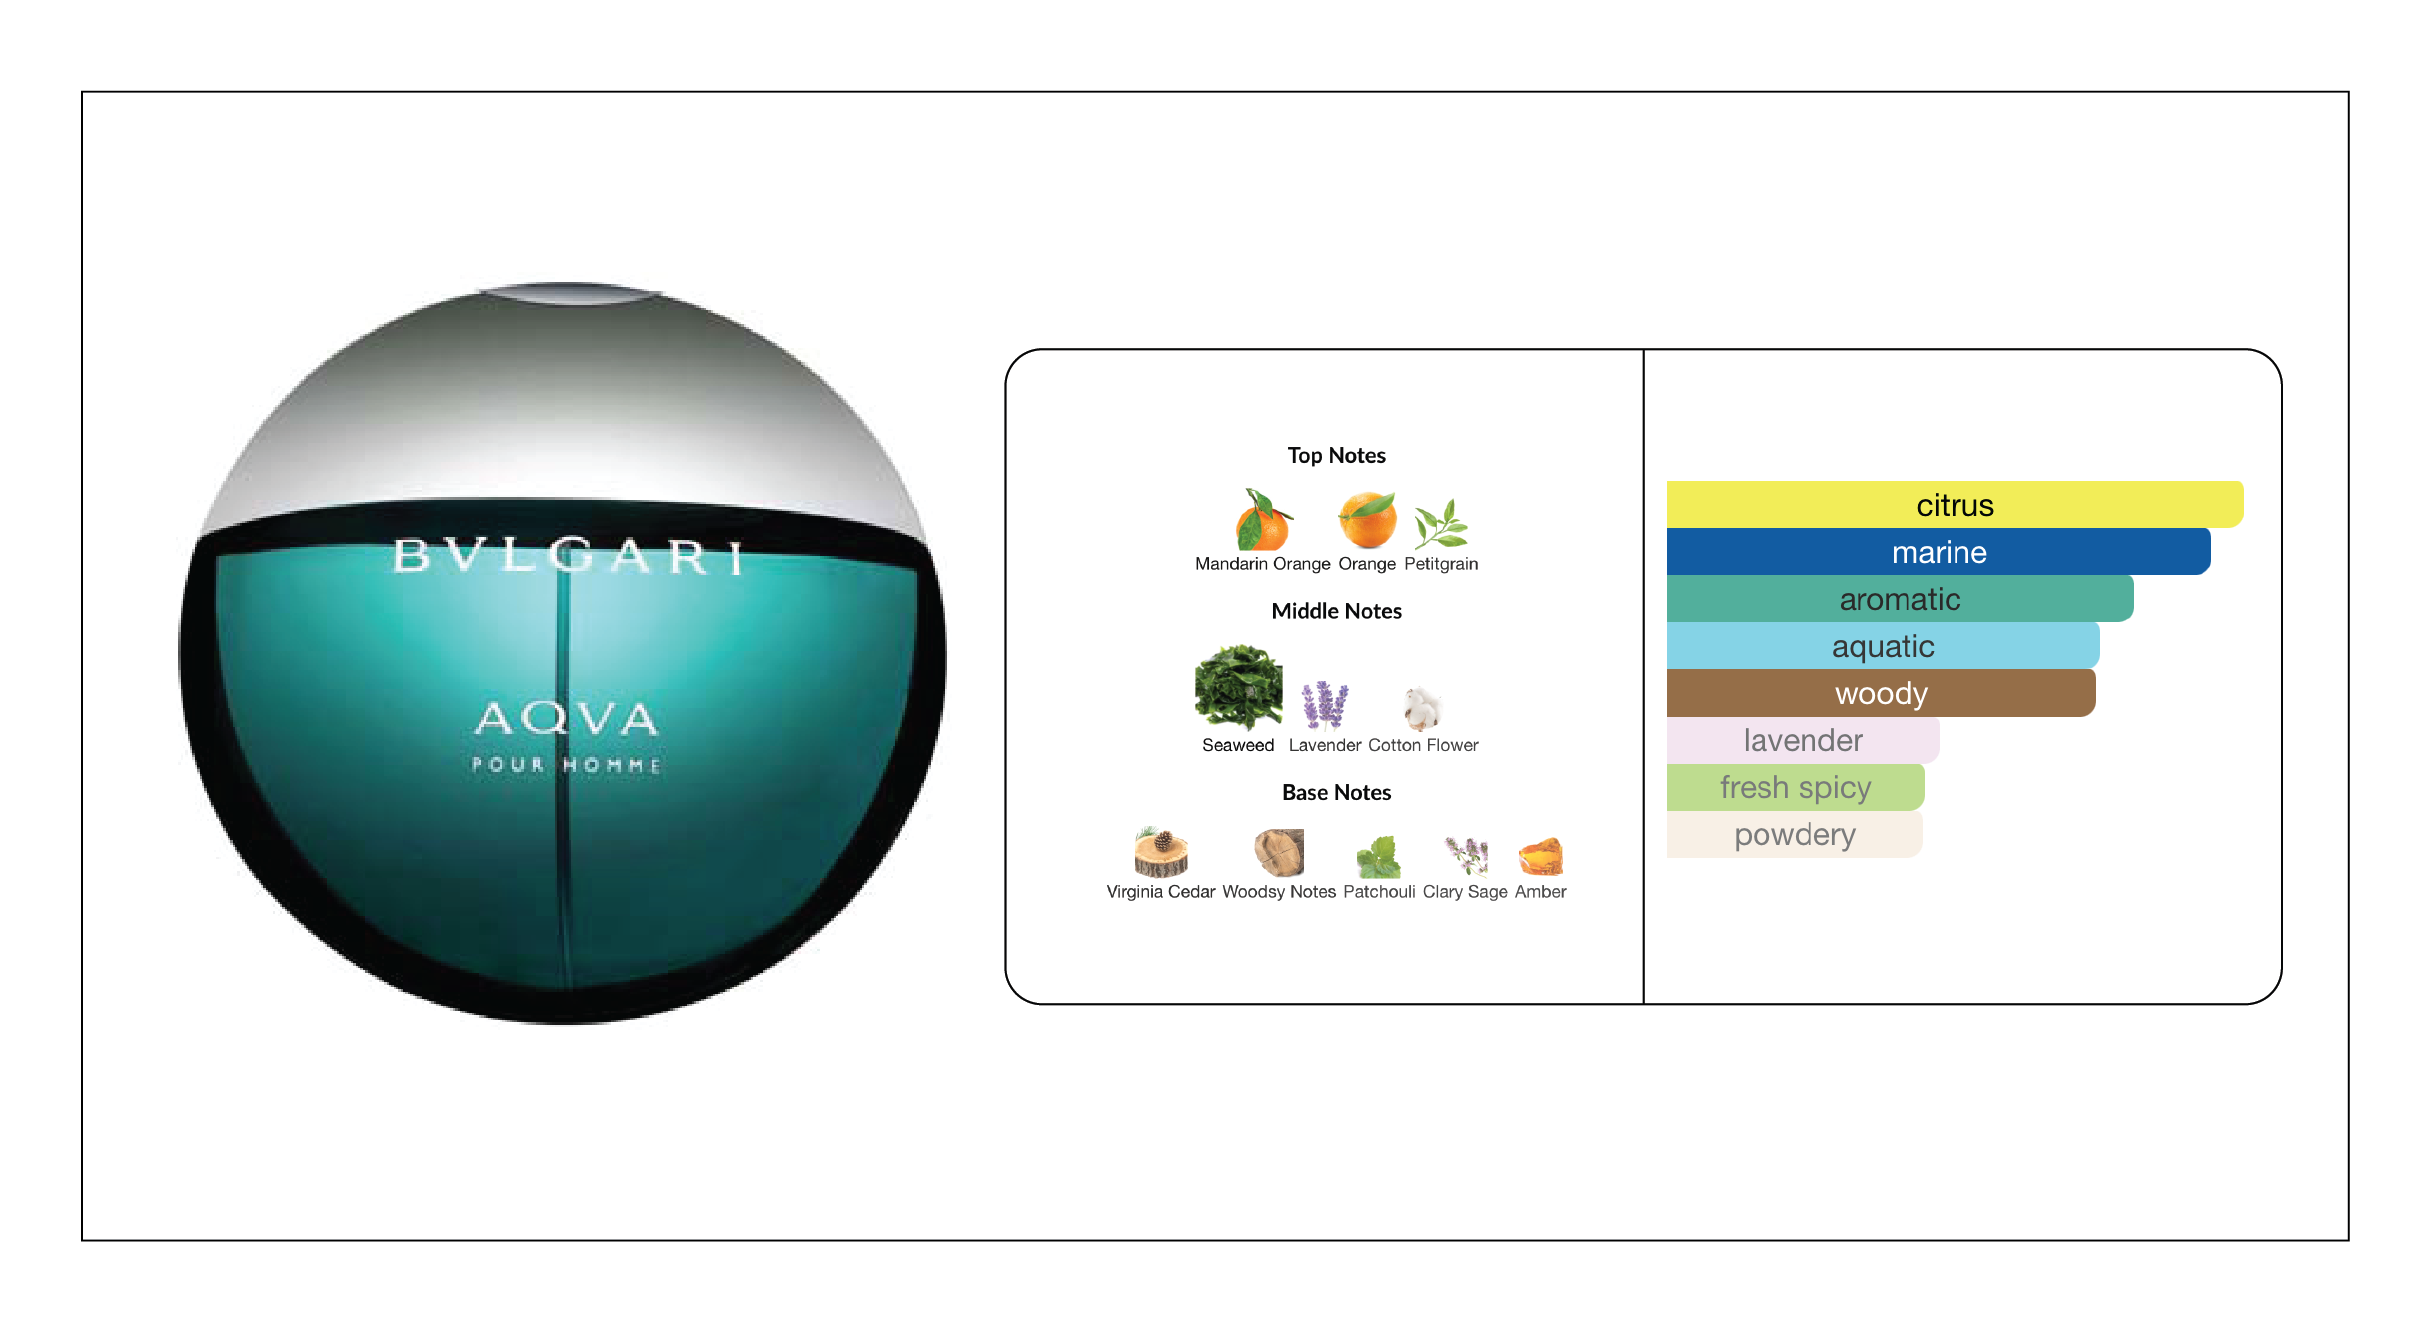 BVLGARI
AQVA
POUR HOMME
Top Notes
Mandarin Orange Orange Petitgrain
Middle Notes
Seaweed Lavender Cotton Flower
Base Notes
Virginia Cedar Woodsy Notes Patchouli Clary Sage Amber
citrus
marine
aromatic
aquatic
woody
lavender
fresh spicy
powdery